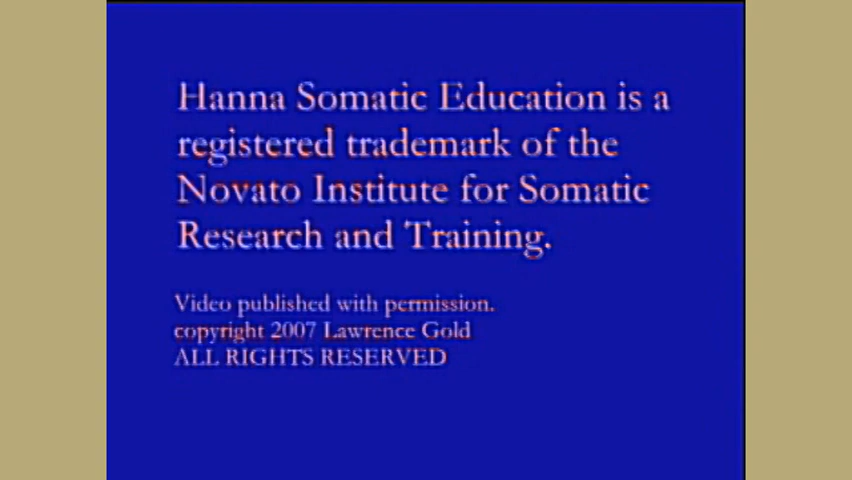 Hanna Somatic Education is a
registered trademark of the
Novato Institute for Somatic
Research and Training.
Video published with permission.
copyright 2007 Lawrence Gold
ALL RIGHTS RESERVED